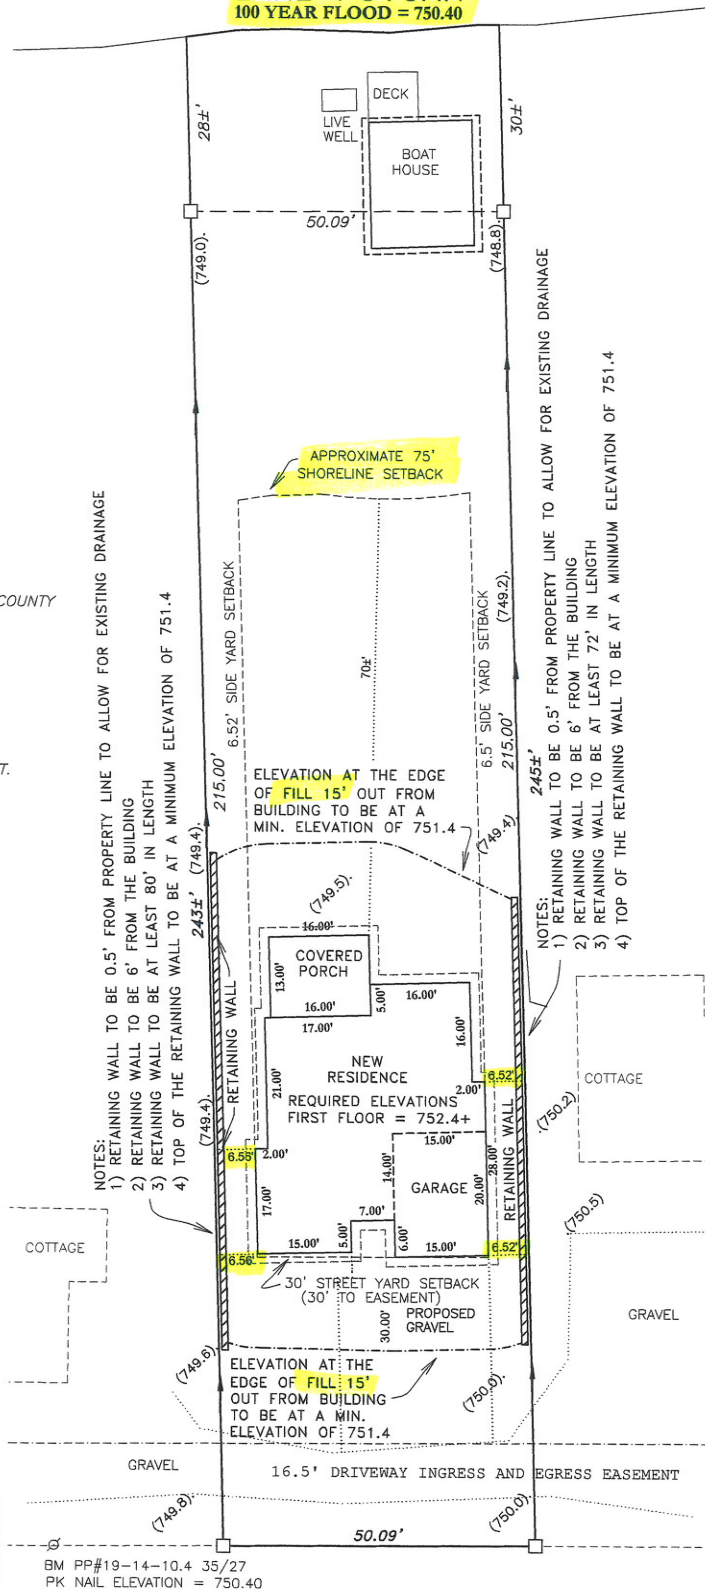 100 YEAR FLOOD = 750.40
28±'
30±'
DECK
LIVE
WELL
BOAT
HOUSE
50.09'
(749.0).
(748.8).
APPROXIMATE 75'
SHORELINE SETBACK
COUNTY
T.
6.52' SIDE YARD SETBACK
6.5' SIDE YARD SETBACK
(749.2).
70±'
215.00'
215.00'
243±'
245±'
(749.4).
(749.4).
ELEVATION AT THE EDGE
OF FILL 15' OUT FROM
BUILDING TO BE AT A
MIN. ELEVATION OF 751.4
NOTES:
1) RETAINING WALL TO BE 0.5' FROM PROPERTY LINE TO ALLOW FOR EXISTING DRAINAGE
2) RETAINING WALL TO BE 6' FROM THE BUILDING
3) RETAINING WALL TO BE AT LEAST 80' IN LENGTH
4) TOP OF THE RETAINING WALL TO BE AT A MINIMUM ELEVATION OF 751.4
NOTES:
1) RETAINING WALL TO BE 0.5' FROM PROPERTY LINE TO ALLOW FOR EXISTING DRAINAGE
2) RETAINING WALL TO BE 6' FROM THE BUILDING
3) RETAINING WALL TO BE AT LEAST 72' IN LENGTH
4) TOP OF THE RETAINING WALL TO BE AT A MINIMUM ELEVATION OF 751.4
(749.5).
16.00'
COVERED
PORCH
13.00'
16.00'
5.00'
16.00'
17.00'
16.00'
RETAINING WALL
21.00'
NEW
RESIDENCE
REQUIRED ELEVATIONS
FIRST FLOOR = 752.4+
2.00'
6.52'
COTTAGE
(750.2)
(749.4).
6.56'
2.00'
15.00'
14.00'
28.00'
20.00'
GARAGE
RETAINING WALL
17.00'
7.00'
5.00'
6.00'
15.00'
15.00'
6.56'
6.52'
(750.5)
COTTAGE
30' STREET YARD SETBACK
(30' TO EASEMENT)
30.00'
PROPOSED
GRAVEL
GRAVEL
(749.6).
(750.0).
ELEVATION AT THE
EDGE OF FILL 15'
OUT FROM BUILDING
TO BE AT A MIN.
ELEVATION OF 751.4
GRAVEL
16.5' DRIVEWAY INGRESS AND EGRESS EASEMENT
(749.8).
(750.0).
50.09'
BM PP#19-14-10.4 35/27
PK NAIL ELEVATION = 750.40